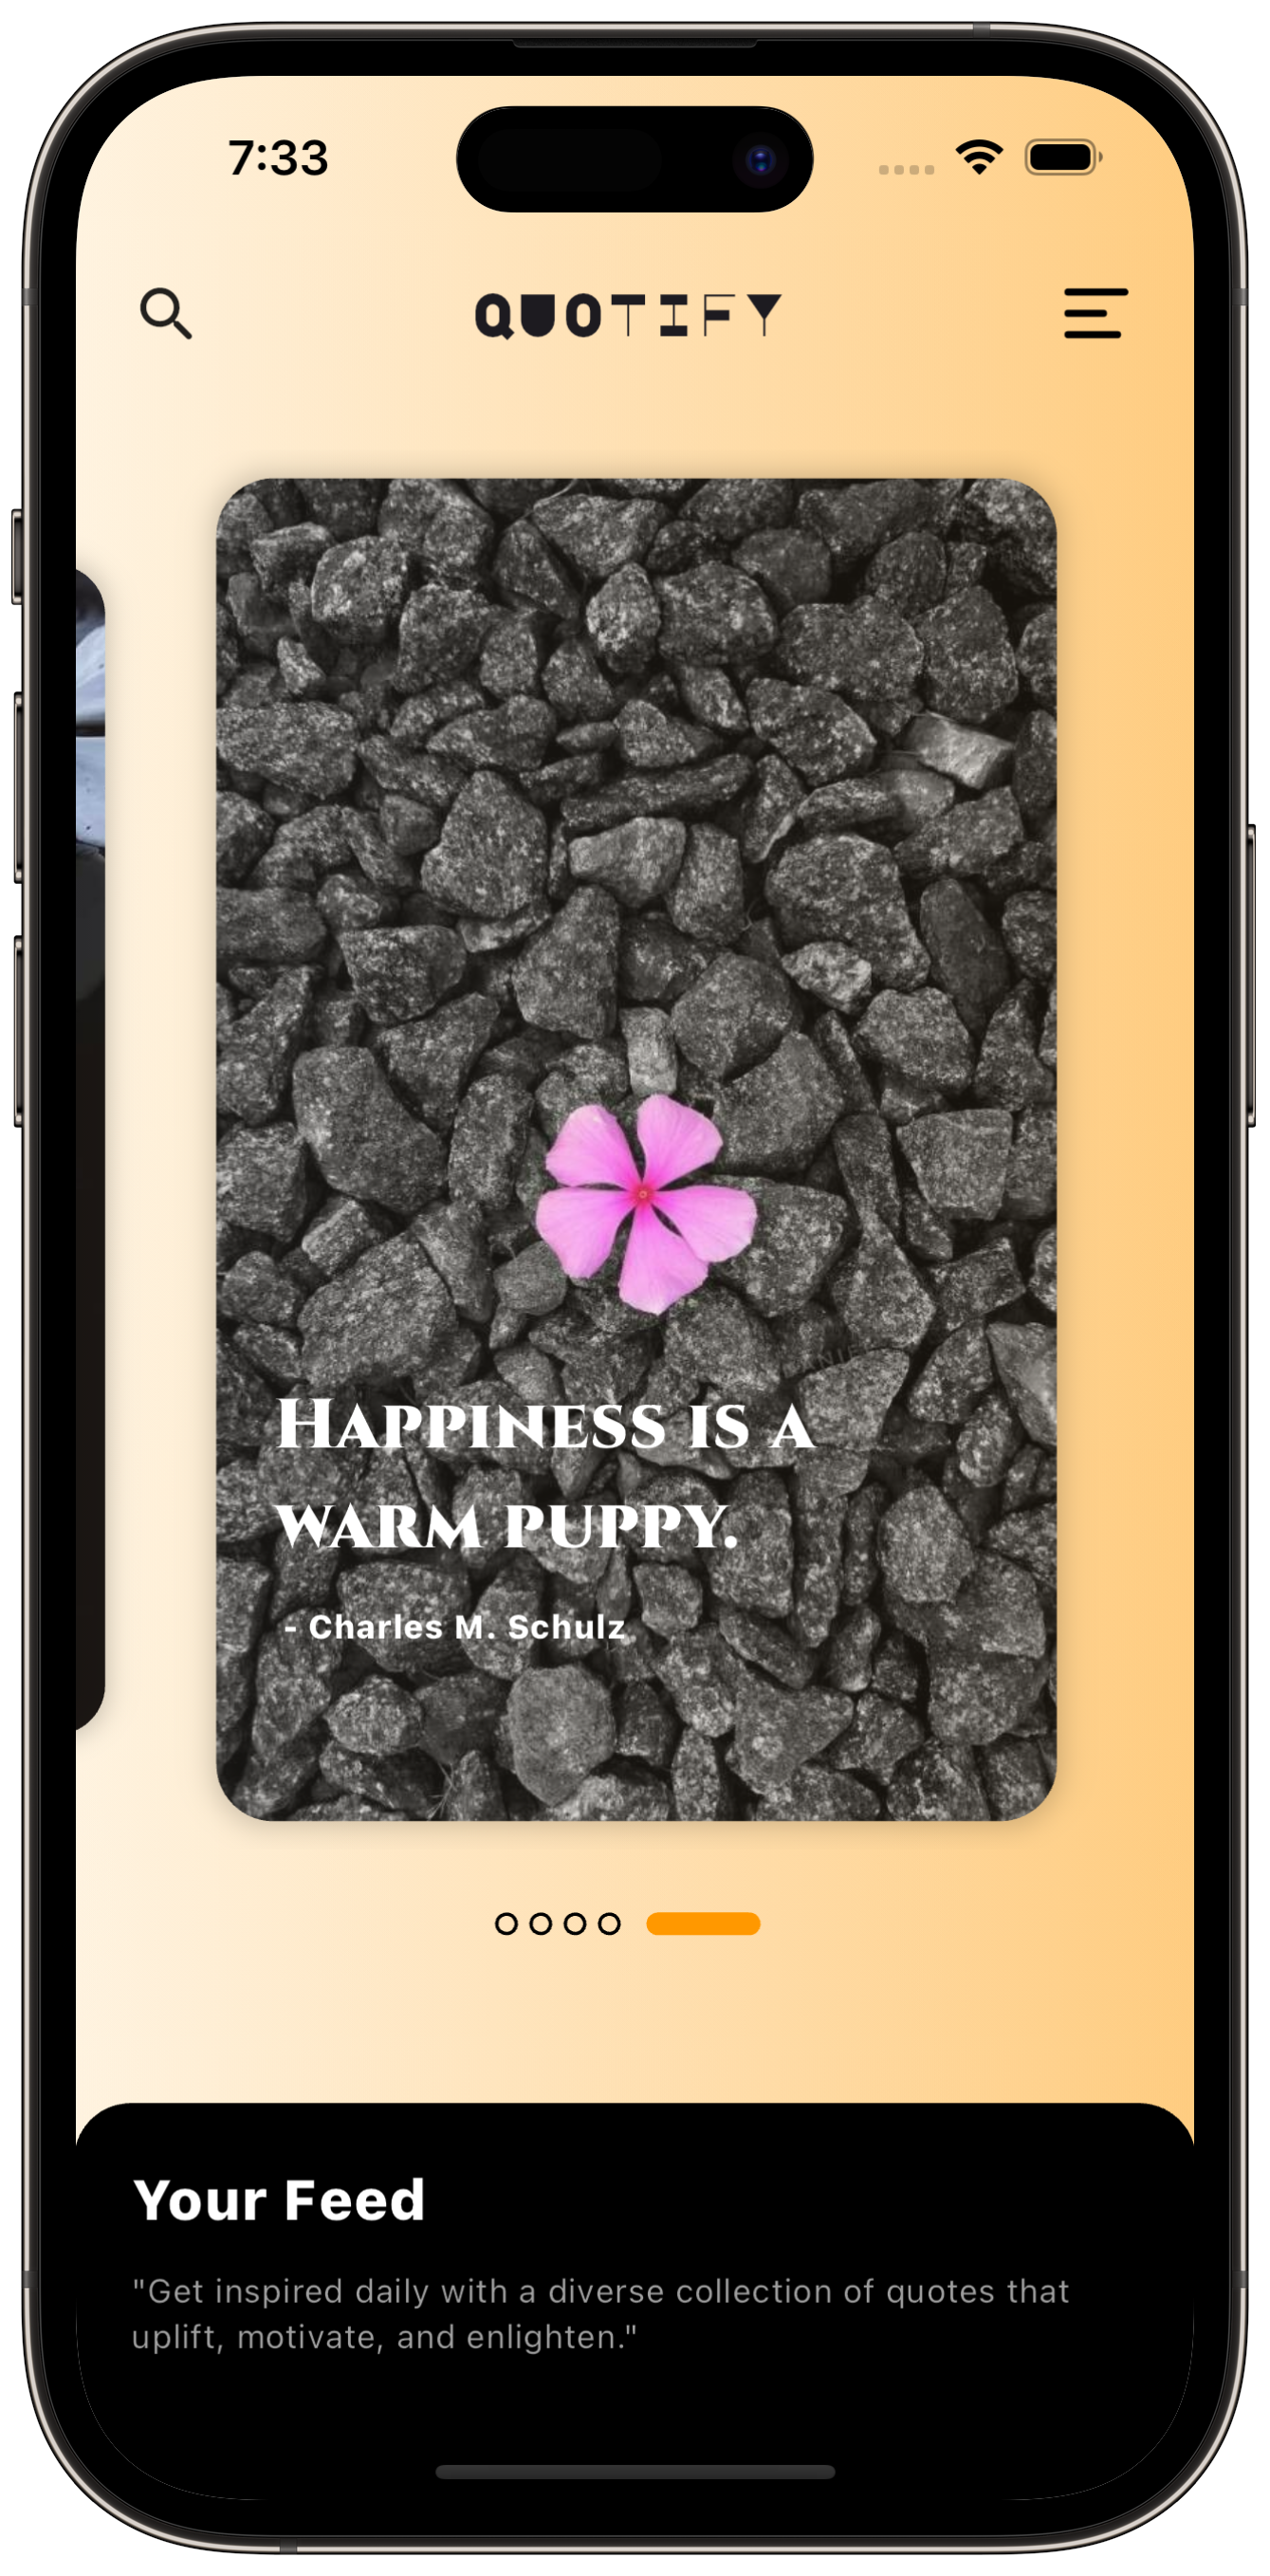 7:33
QUOTIFY
Happiness is a
warm puppy.
- Charles M. Schulz
Your Feed
"Get inspired daily with a diverse collection of quotes that
uplift, motivate, and enlighten."